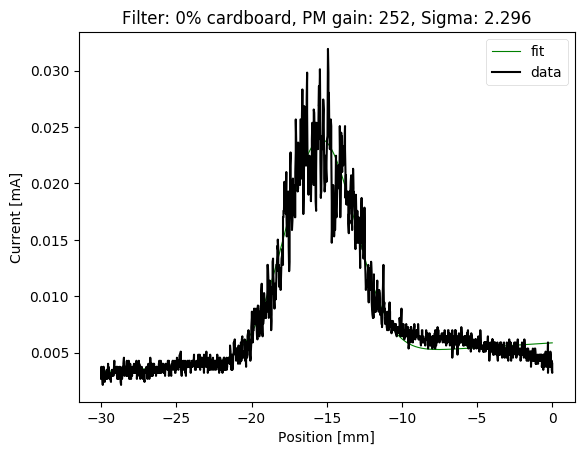 Filter: 0% cardboard, PM gain: 252, Sigma: 2.296
fit
data
0.030
0.025
0.020
0.015
0.010
0.005
Current [mA]
−30
−25
−20
−15
−10
−5
0
Position [mm]